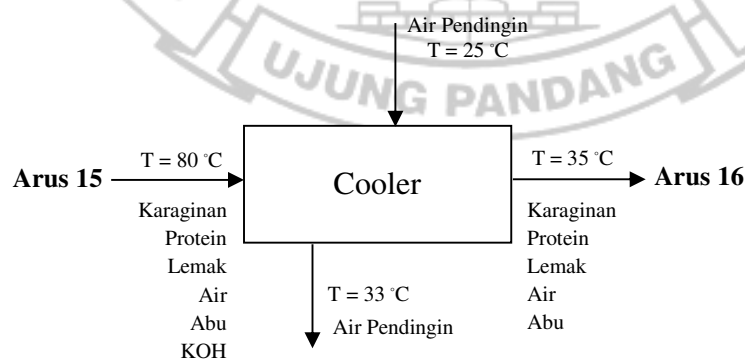 UJUNG PANDANG
Air Pendingin
T = 25 °C
Arus 15
T = 80 °C
Cooler
T = 35 °C
Arus 16
Karaginan
Protein
Lemak
Air
Abu
KOH
T = 33 °C
Air Pendingin
Karaginan
Protein
Lemak
Air
Abu